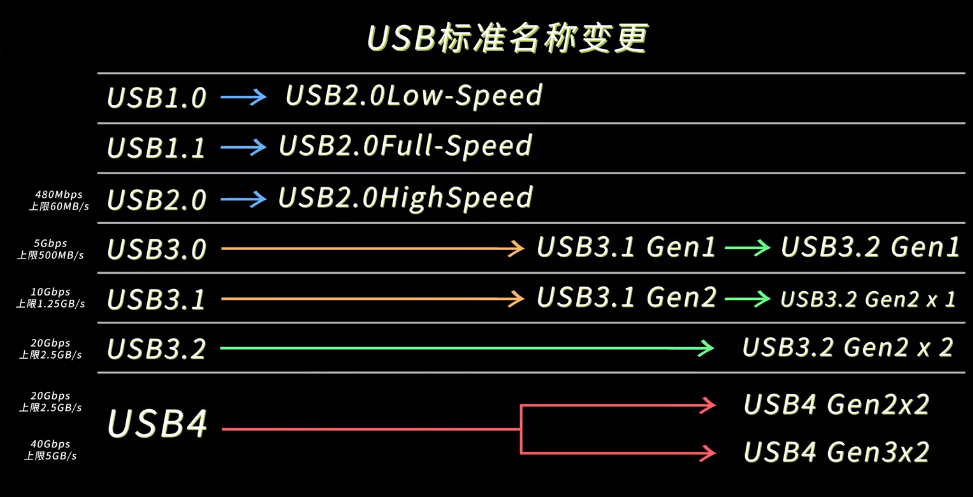 USB标准名称变更
USB1.0 USB2.0Low-Speed
USB1.1 USB2.0Full-Speed
480Mbps
上限60MB/s
USB2.0 USB2.0HighSpeed
5Gbps
上限500MB/s
USB3.0 USB3.1 Gen1 USB3.2 Gen1
10Gbps
上限1.25GB/s
USB3.1 USB3.1 Gen2 USB3.2 Gen2 x 1
20Gbps
上限2.5GB/s
USB3.2 USB3.2 Gen2 x 2
20Gbps
上限2.5GB/s
USB4 USB4 Gen2x2
40Gbps
上限5GB/s
USB4 Gen3x2